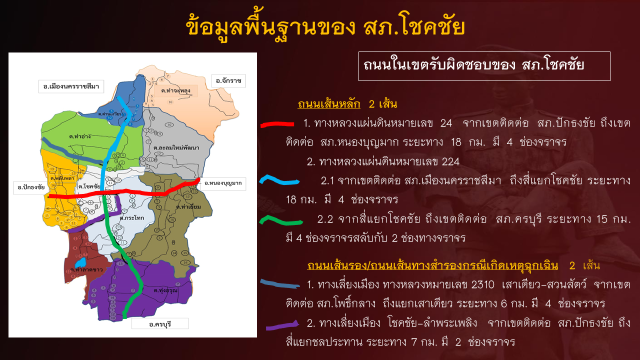 ข้อมูลพื้นฐานของ สภ.โชคชัย
ถนนในเขตรับผิดชอบของ สภ.โชคชัย
อ.เมืองนครราชสีมา
อ.จักราช
ต.ท่าจะหลุง
ต.ท่าอ่าง
ต.ละลมใหม่พัฒนา
ต.พลับพลา
ต.โชคชัย
อ.ปักธงชัย
อ.หนองบุญมาก
ต.ท่าเยี่ยม
ต.กระโทก
ต.ท่าลาดขาว
ต.ทุ่งอรุณ
อ.ครบุรี
ถนนเส้นหลัก 2 เส้น
1. ทางหลวงแผ่นดินหมายเลข 24 จากเขตติดต่อ สภ.ปักธงชัย ถึงเขต
ติดต่อ สภ.หนองบุญมาก ระยะทาง 18 กม. มี 4 ช่องจราจร
2. ทางหลวงแผ่นดินหมายเลข 224
2.1 จากเขตติดต่อ สภ.เมืองนครราชสีมา ถึงสี่แยกโชคชัย ระยะทาง
18 กม. มี 4 ช่องจราจร
2.2 จากสี่แยกโชคชัย ถึงเขตติดต่อ สภ.ครบุรี ระยะทาง 15 กม.
มี 4 ช่องจราจรสลับกับ 2 ช่องทางจราจร
ถนนเส้นรอง/ถนนเส้นทางสำรองกรณีเกิดเหตุฉุกเฉิน 2 เส้น
1. ทางเลี่ยงเมือง ทางหลวงหมายเลข 2310 เสาเดียว-สวนสัตว์ จากเขต
ติดต่อ สภ.โพธิ์กลาง ถึงแยกเสาเดียว ระยะทาง 6 กม. มี 4 ช่องจราจร
2. ทางเลี่ยงเมือง โชคชัย-ลำพระเพลิง จากเขตติดต่อ สภ.ปักธงชัย ถึง
สี่แยกชลประทาน ระยะทาง 7 กม. มี 2 ช่องจราจร